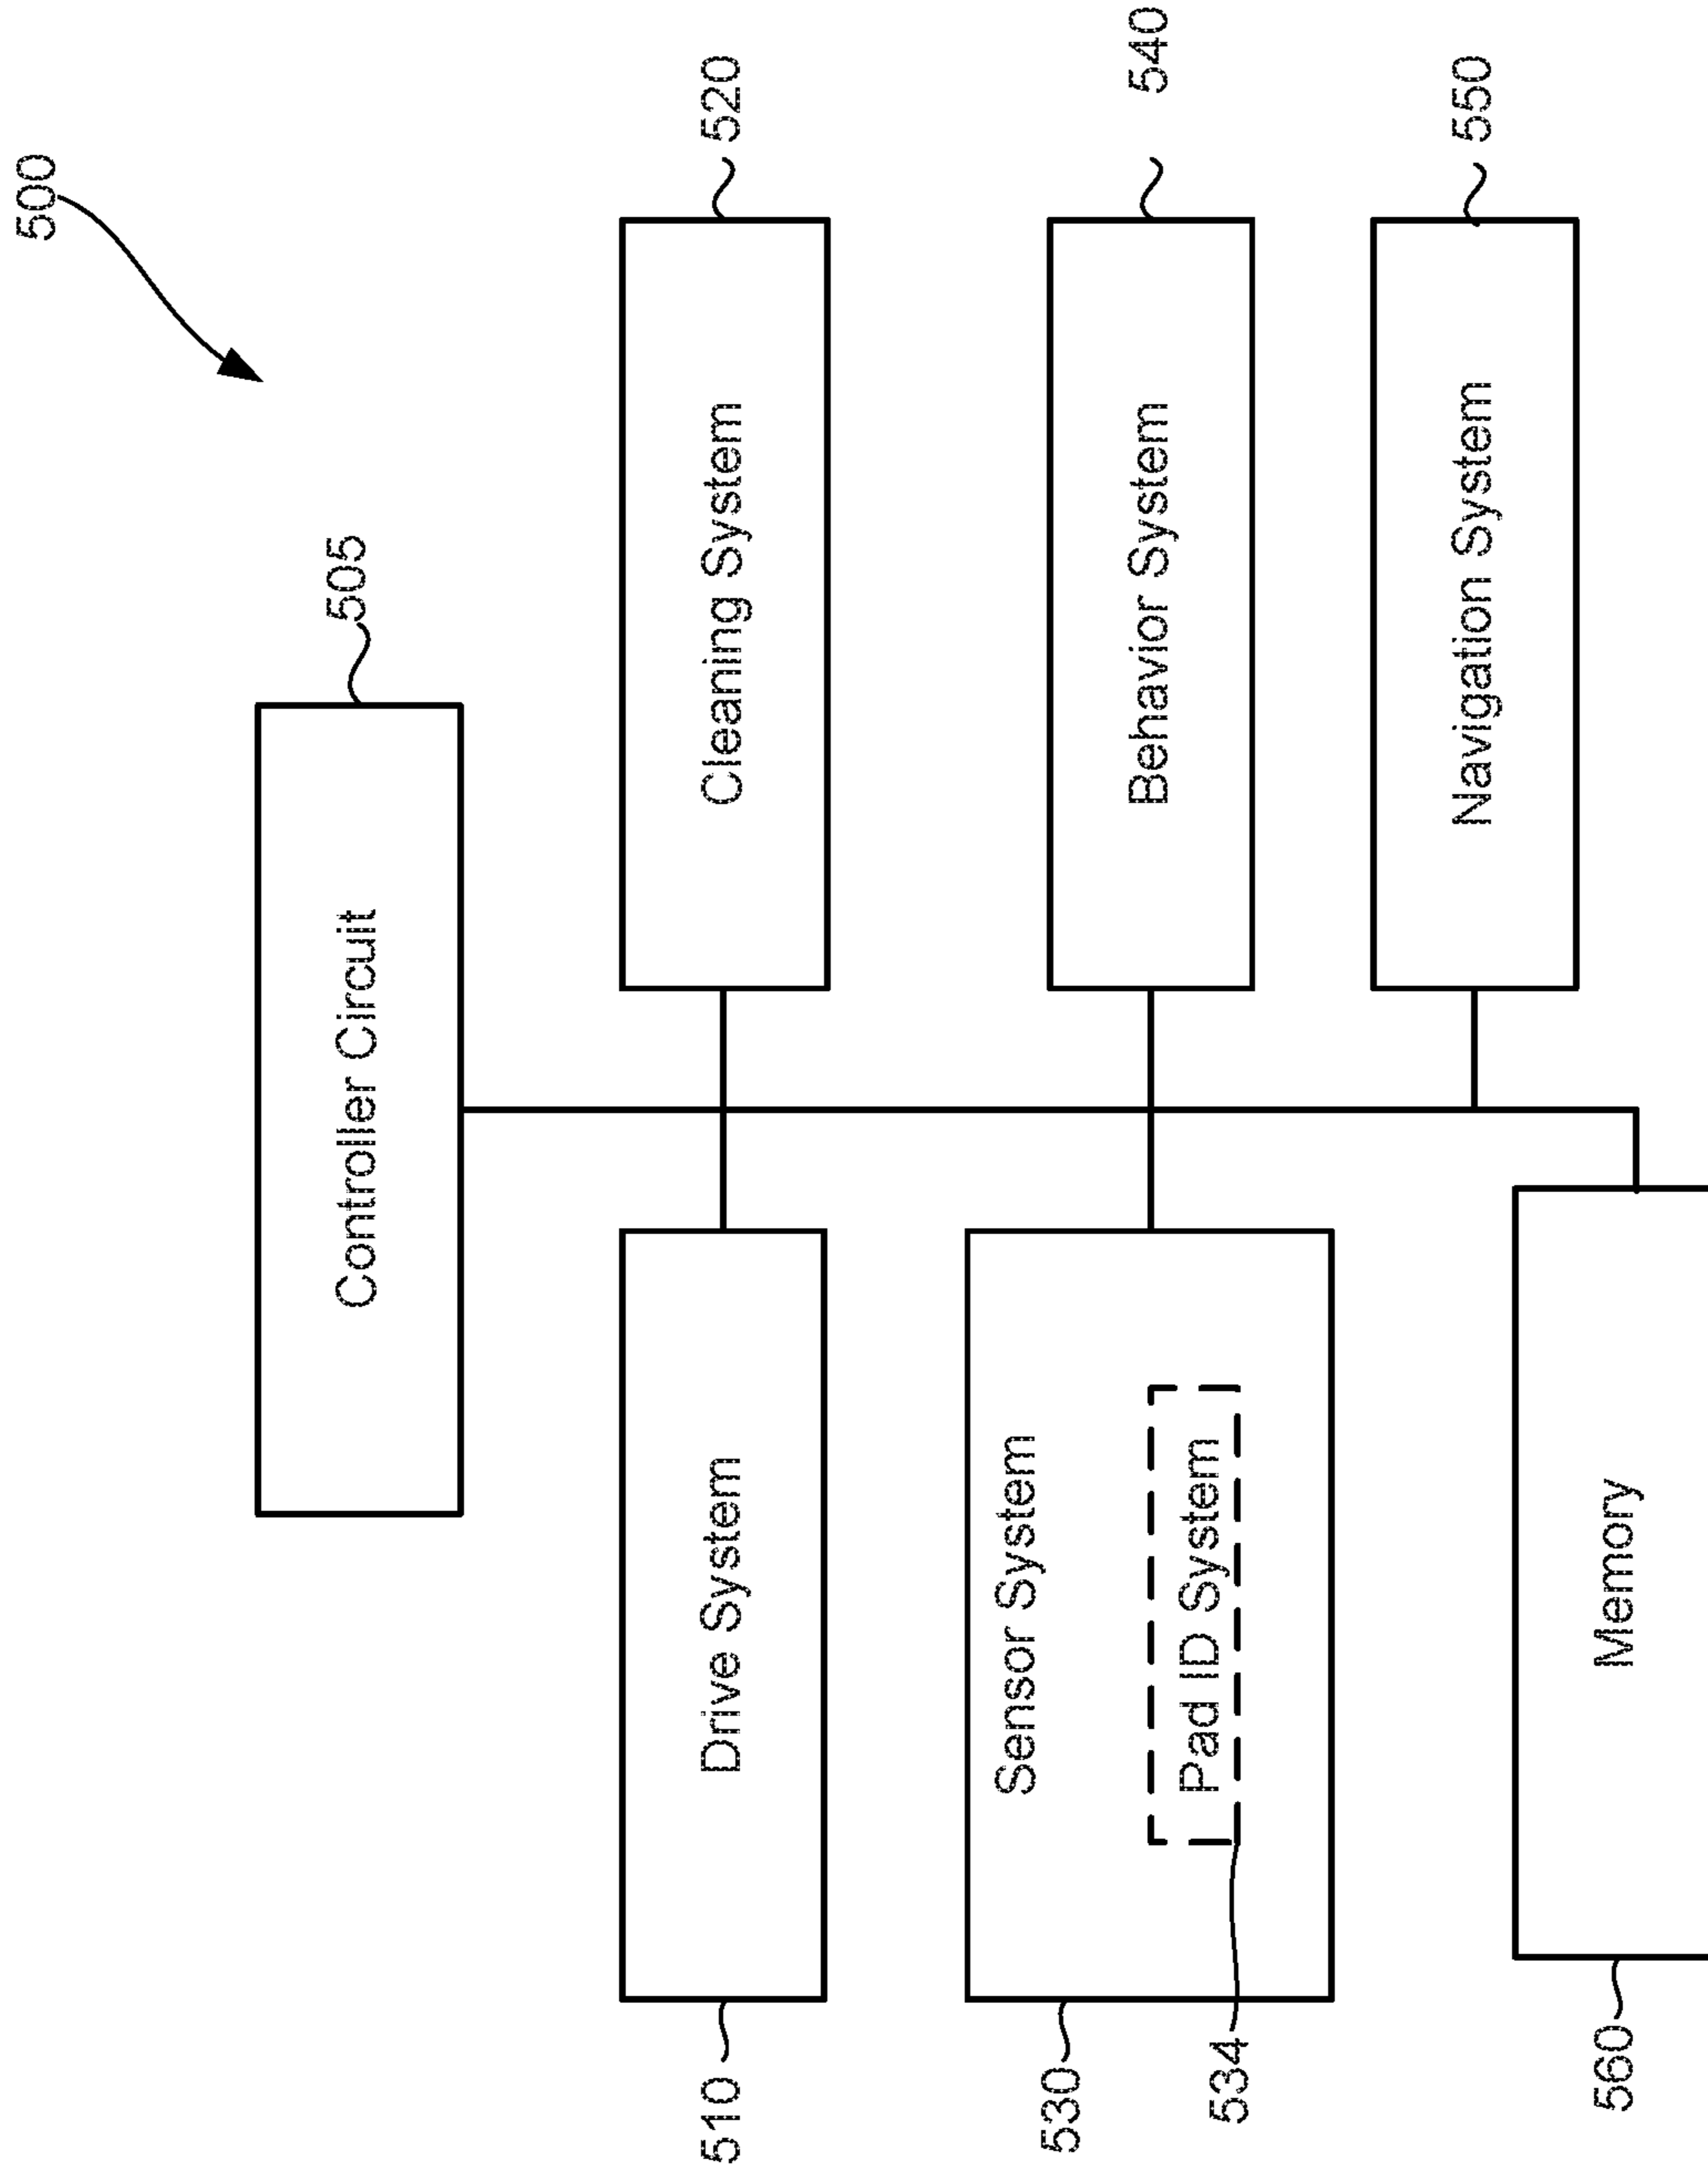 500
505
Controller Circuit
510
Drive System
Cleaning System
520
530
Sensor System
534
Pad ID System
Behavior System
540
Navigation System
550
560
Memory